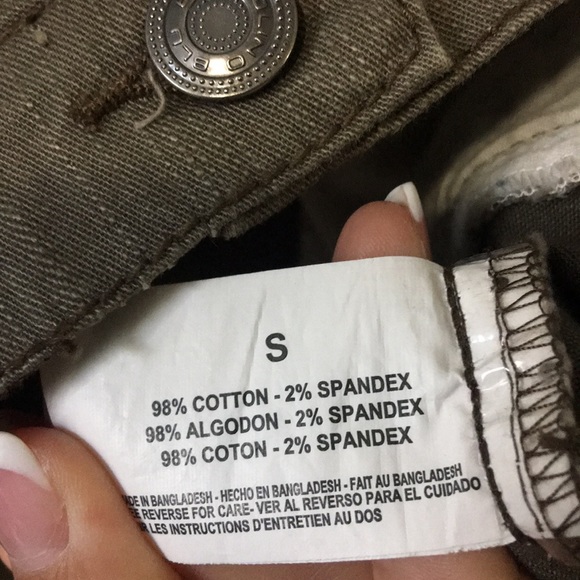 S
98% COTTON - 2% SPANDEX
98% ALGODON - 2% SPANDEX
98% COTON - 2% SPANDEX
IN BANGLADESH - HECHO EN BANGLADESH - FAIT AU BANGLADESH
REVERSE FOR CARE- VER AL REVERSO PARA EL CUIDADO
LES INSTRUCTIONS D'ENTRETIEN AU DOS